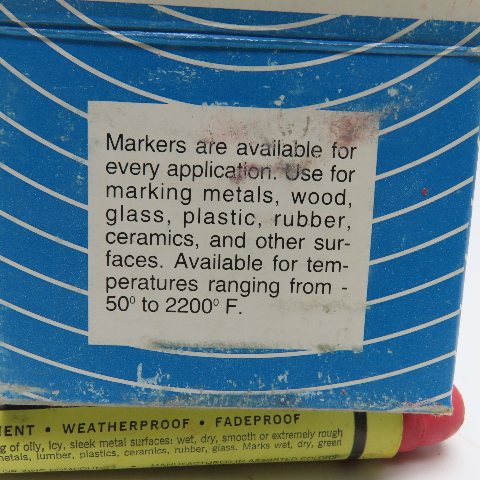 Markers are available for
every application. Use for
marking metals, wood,
glass, plastic, rubber,
ceramics, and other sur-
faces. Available for tem-
peratures ranging from -
50° to 2200° F.
• WEATHERPROOF • FADEPROOF
of oily, icy, sleek metal surfaces: wet, dry, smooth or extremely rough
metals, lumber, plastics, ceramics, rubber, glass. Marks wet, dry, green